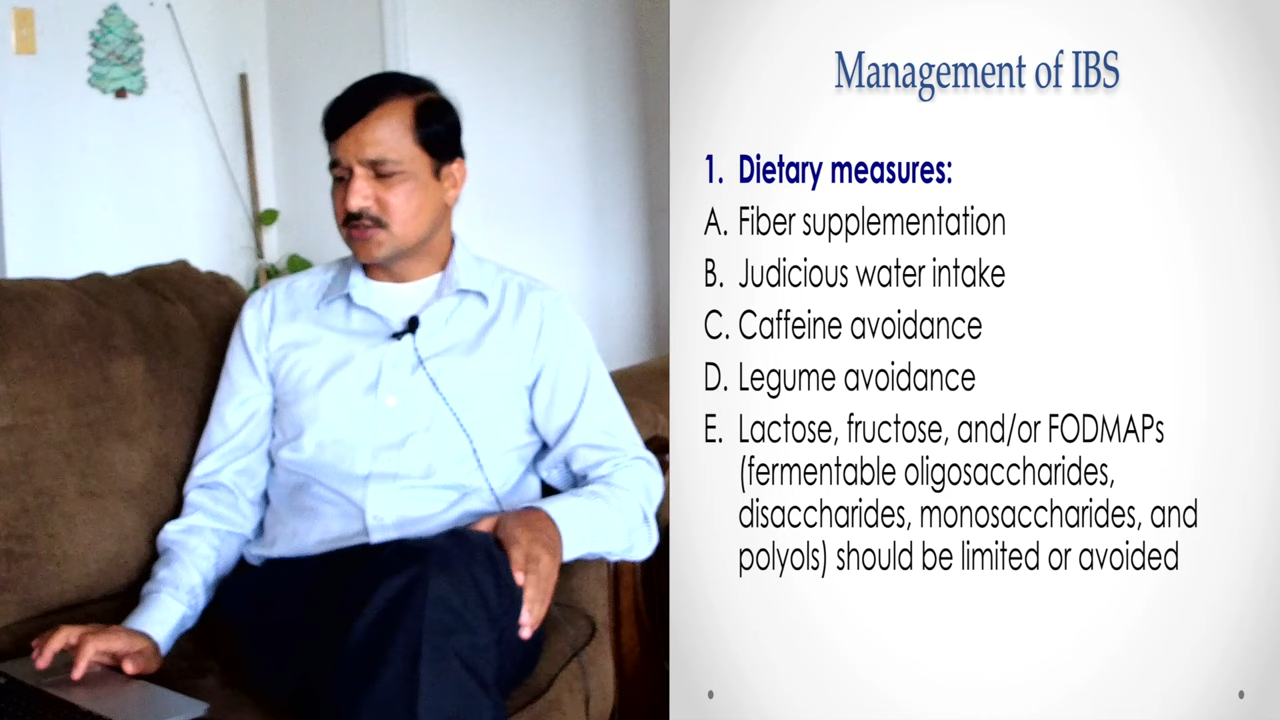 Management of IBS
1. Dietary measures:
A. Fiber supplementation
B. Judicious water intake
C. Caffeine avoidance
D. Legume avoidance
E. Lactose, fructose, and/or FODMAPs
(fermentable oligosaccharides,
disaccharides, monosaccharides, and
polyols) should be limited or avoided